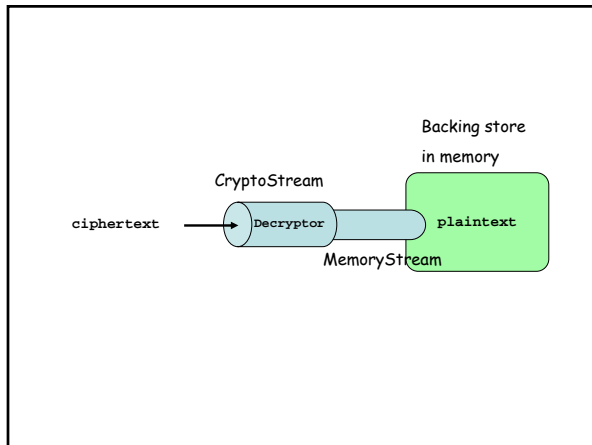 Backing store
in memory
CryptoStream
ciphertext
Decryptor
plaintext
MemoryStream